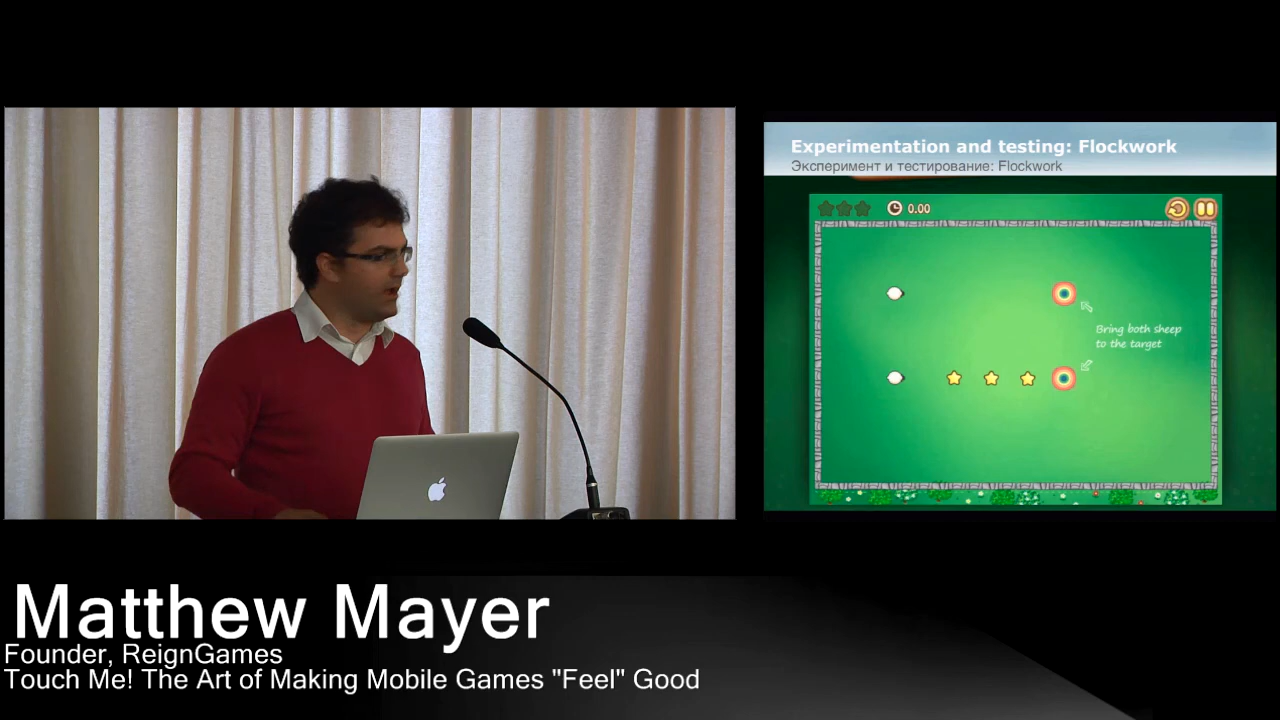 Experimentation and testing: Flockwork
Эксперимент и тестирование: Flockwork
0.00
Bring both sheep
to the target
Matthew Mayer
Founder, ReignGames
Touch Me! The Art of Making Mobile Games "Feel" Good